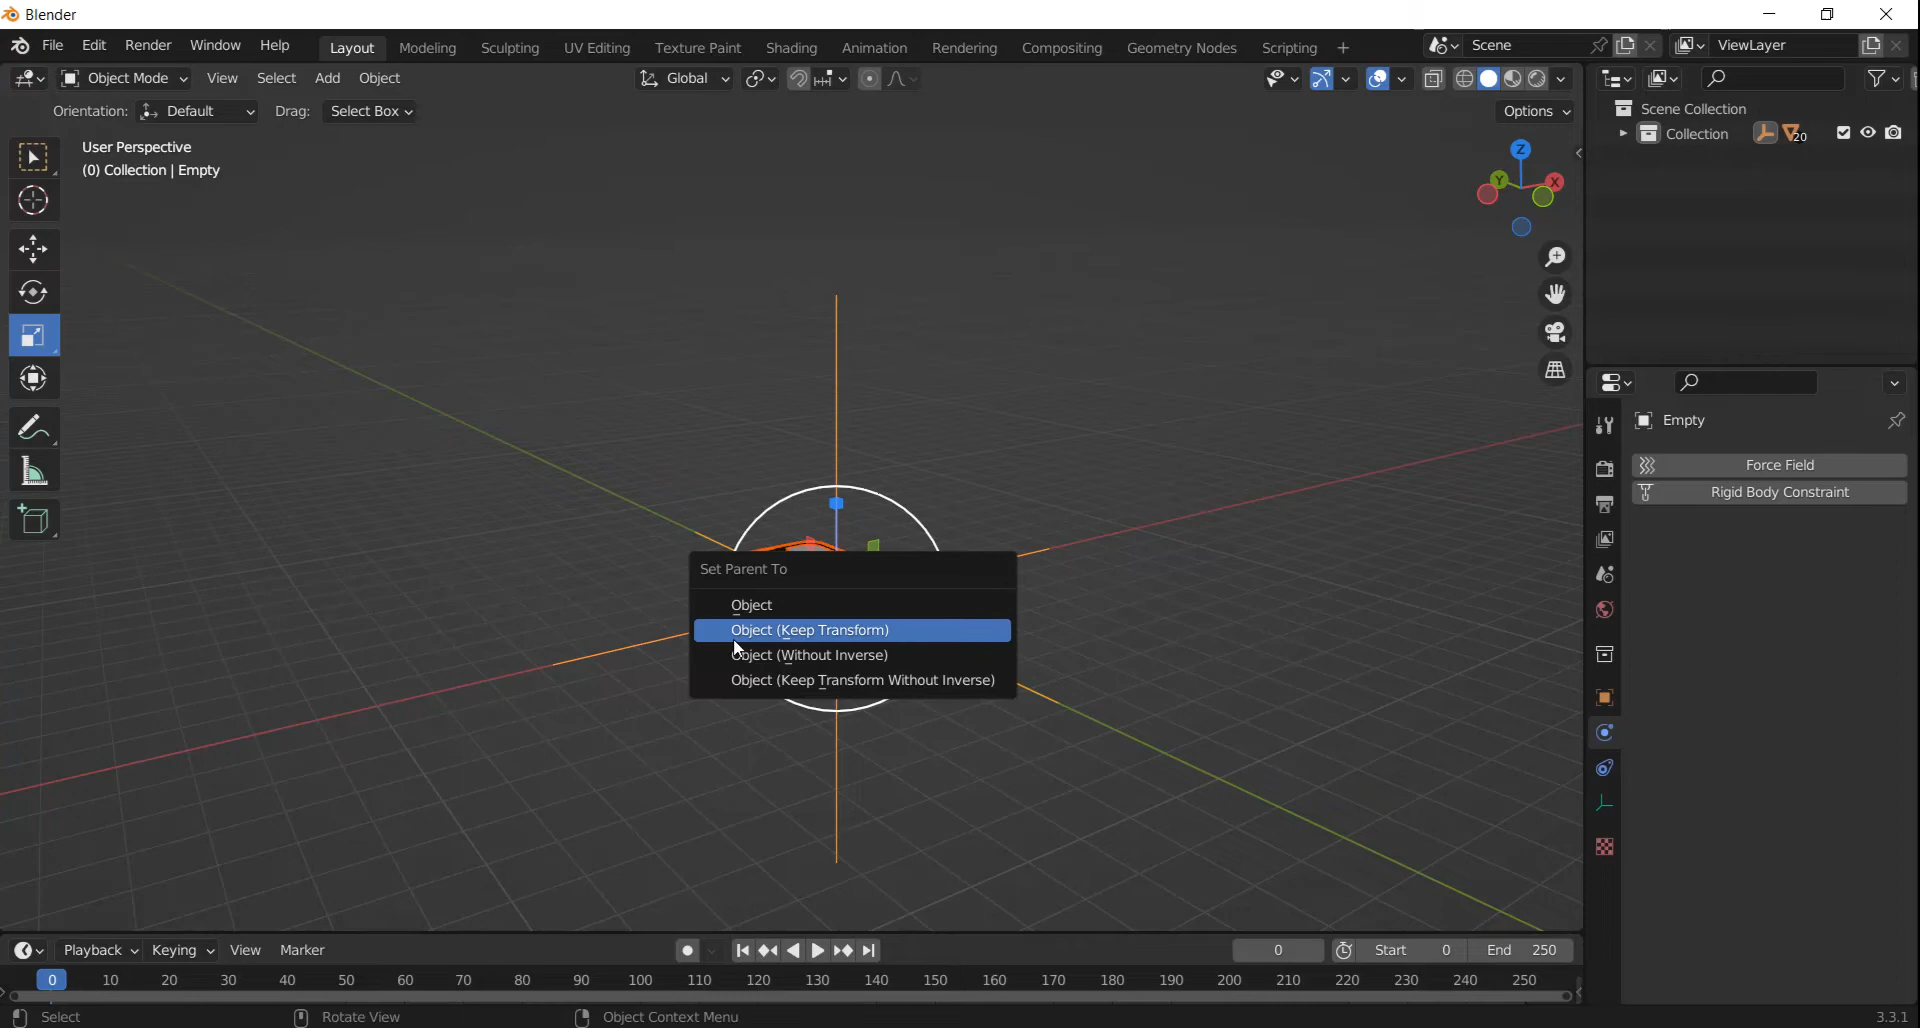 Blender
File Edit Render Window Help Layout Modeling Sculpting UV Editing Texture Paint Shading Animation Rendering Compositing Geometry Nodes Scripting + Scene ViewLayer
Object Mode View Select Add Object Global
Orientation: Default Drag: Select Box Options
User Perspective
(0) Collection | Empty
Z
Y
X
Scene Collection
Collection 20
Empty
Force Field
Rigid Body Constraint
Set Parent To
Object
Object (Keep Transform)
Object (Without Inverse)
Object (Keep Transform Without Inverse)
Playback Keying View Marker 0 Start 0 End 250
0 10 20 30 40 50 60 70 80 90 100 110 120 130 140 150 160 170 180 190 200 210 220 230 240 250
Select Rotate View Object Context Menu 3.3.1